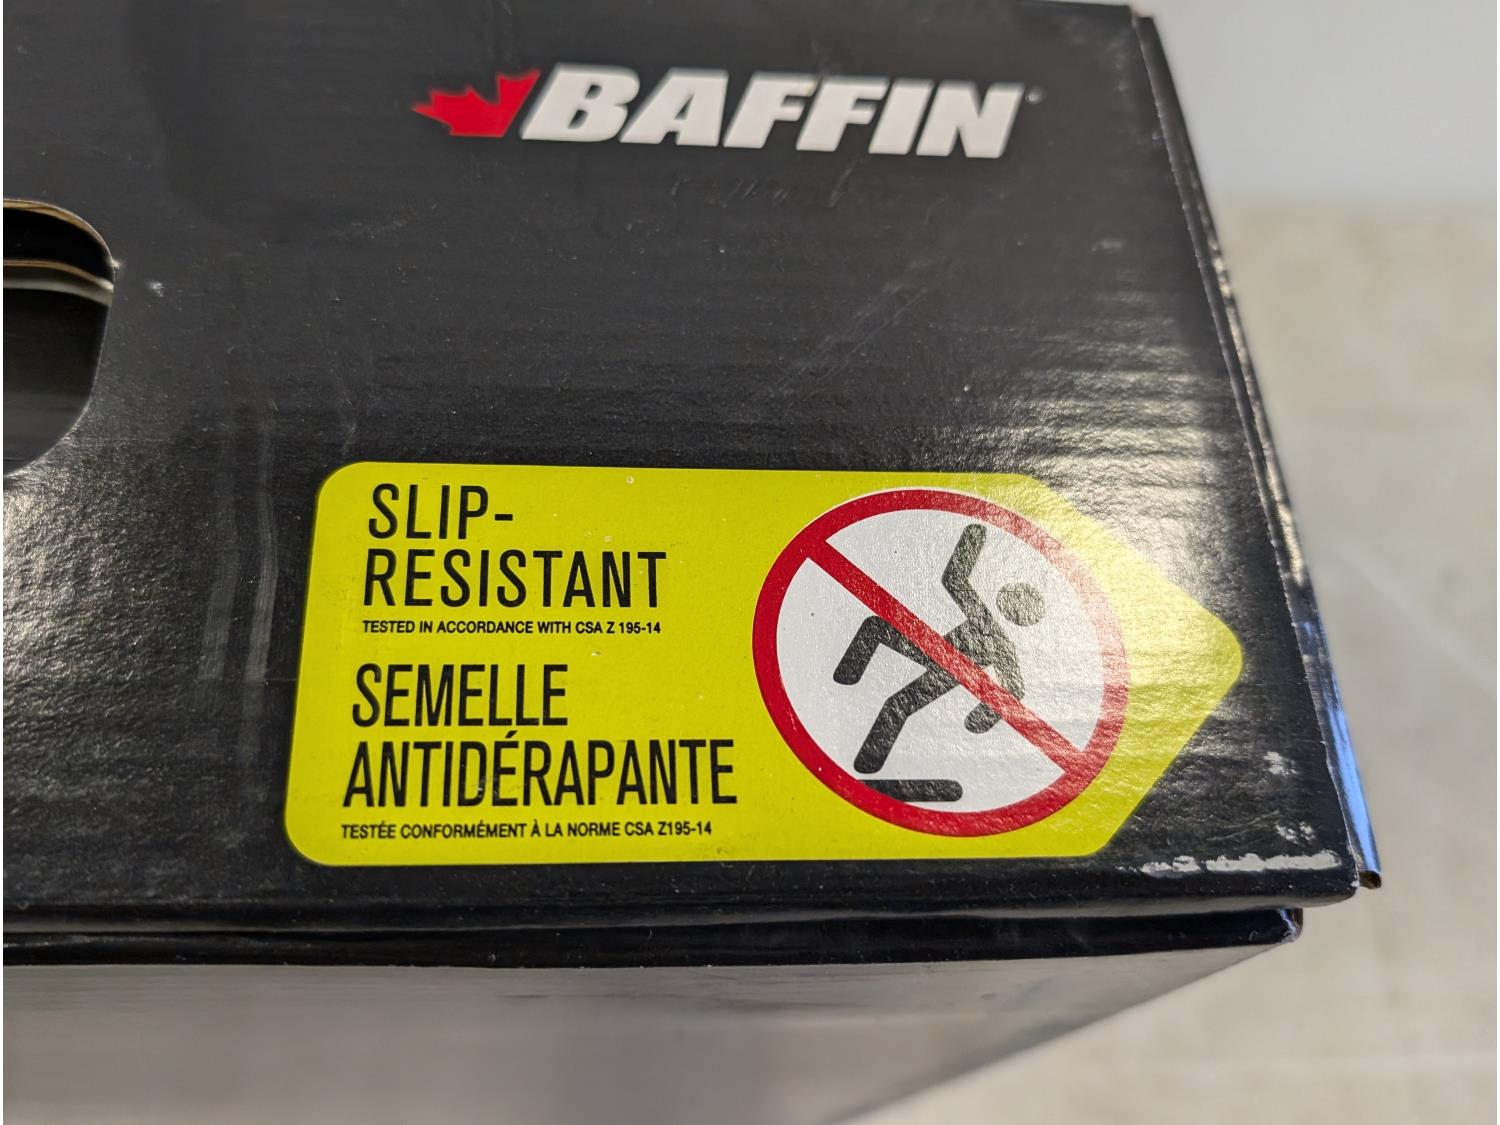 BAFFIN
SLIP-
RESISTANT
TESTED IN ACCORDANCE WITH CSA Z 195-14
SEMELLE
ANTIDÉRAPANTE
TESTÉE CONFORMÉMENT À LA NORME CSA Z195-14